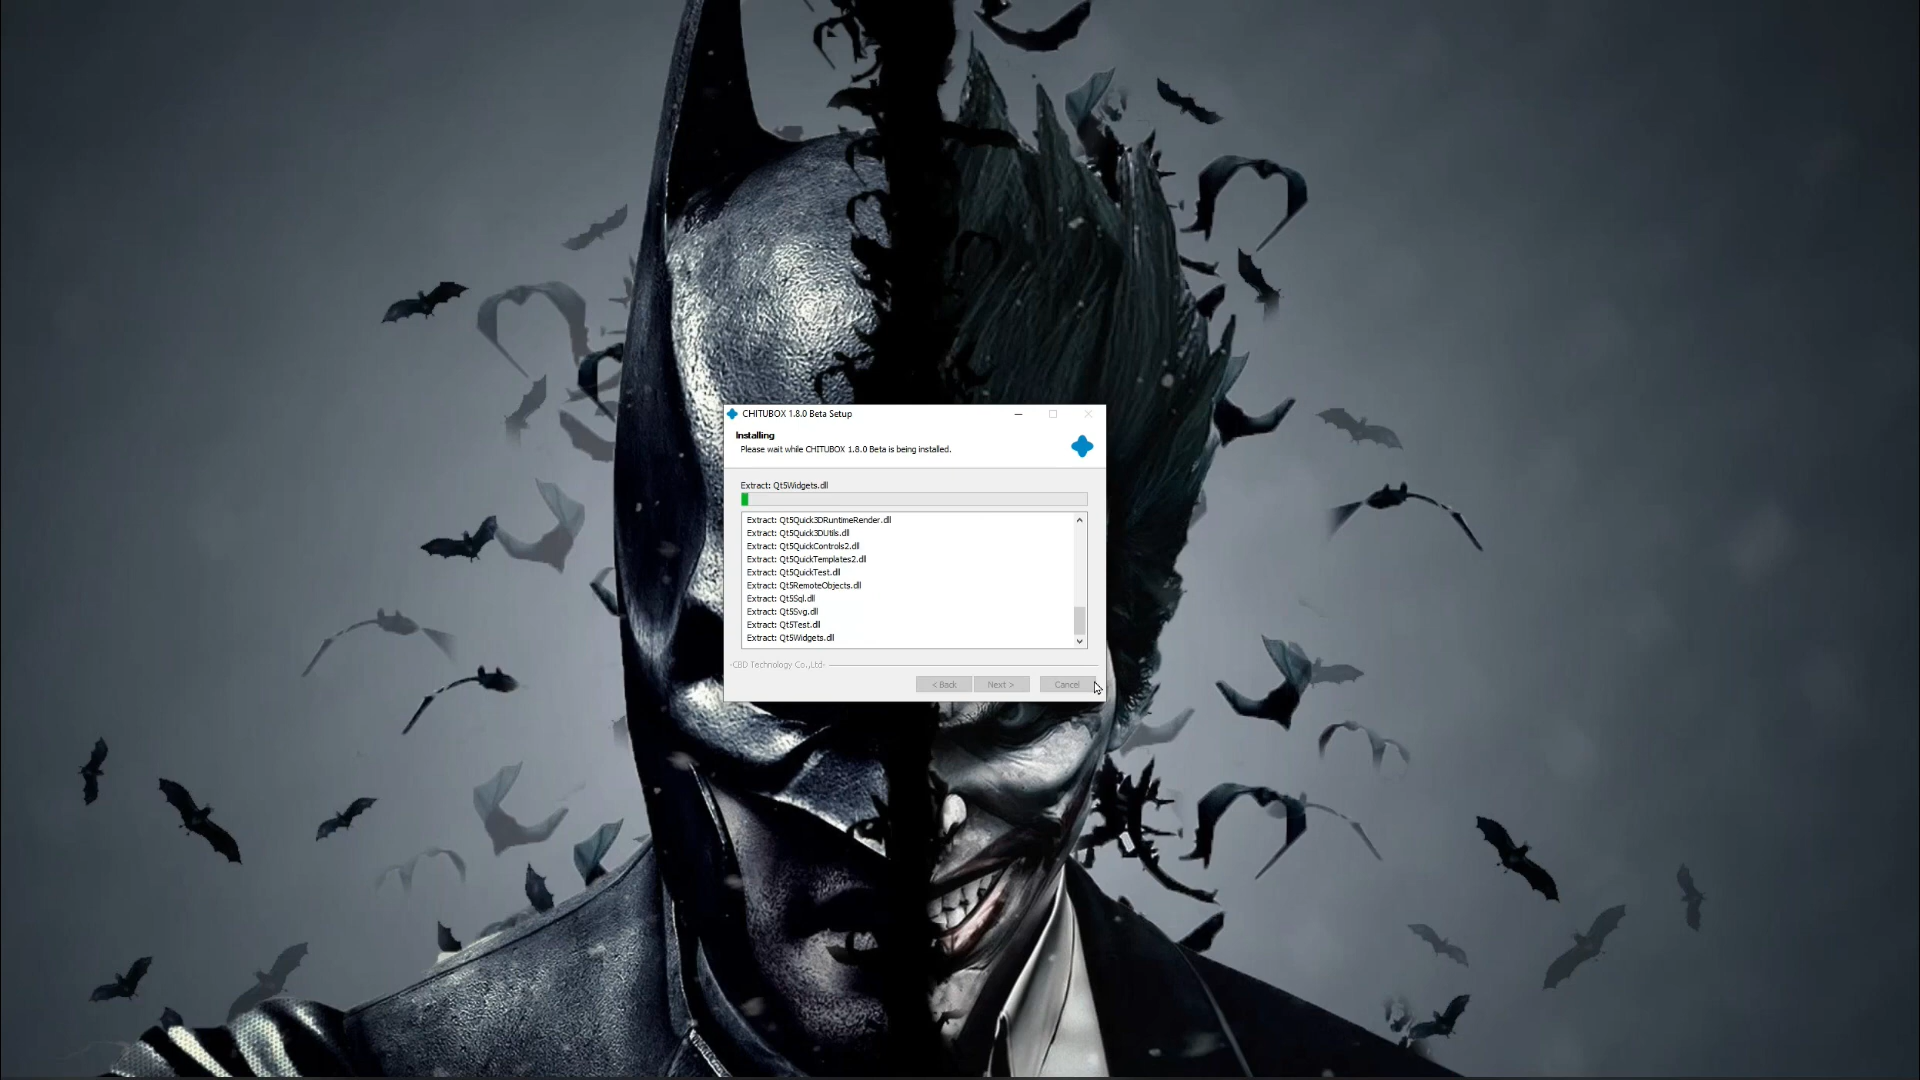 CHITUBOX 1.8.0 Beta Setup
Installing
Please wait while CHITUBOX 1.8.0 Beta is being installed.
Extract: Qt5Widgets.dll
Extract: Qt5Quick3DRuntimeRender.dll
Extract: Qt5Quick3DUtils.dll
Extract: Qt5QuickControls2.dll
Extract: Qt5QuickTemplates2.dll
Extract: Qt5QuickTest.dll
Extract: Qt5RemoteObjects.dll
Extract: Qt5Sql.dll
Extract: Qt5Svg.dll
Extract: Qt5Test.dll
Extract: Qt5Widgets.dll
-CBD Technology Co.,Ltd-
< Back Next > Cancel